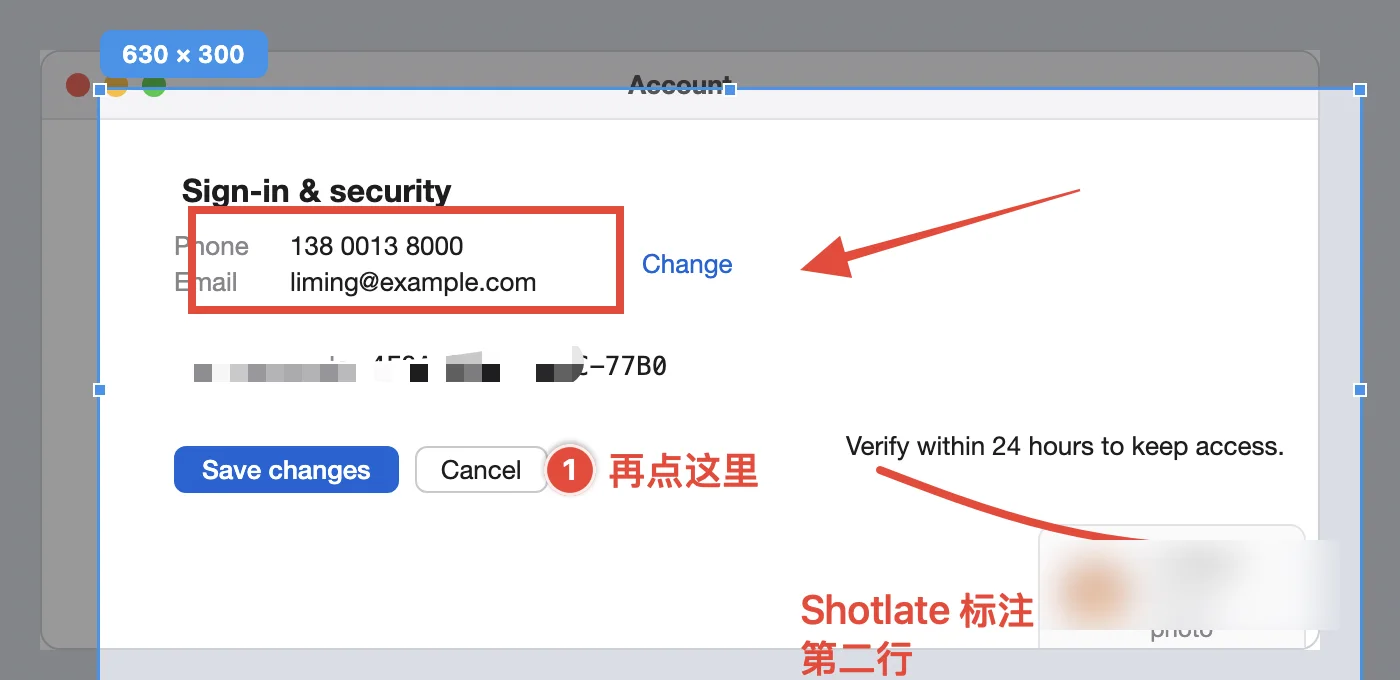 630 × 300
Account
Sign-in & security
Phone 138 0013 8000
Email liming@example.com
Change
-77B0
Save changes
Cancel
1 再点这里
Verify within 24 hours to keep access.
Shotlate 标注
第二行
photo